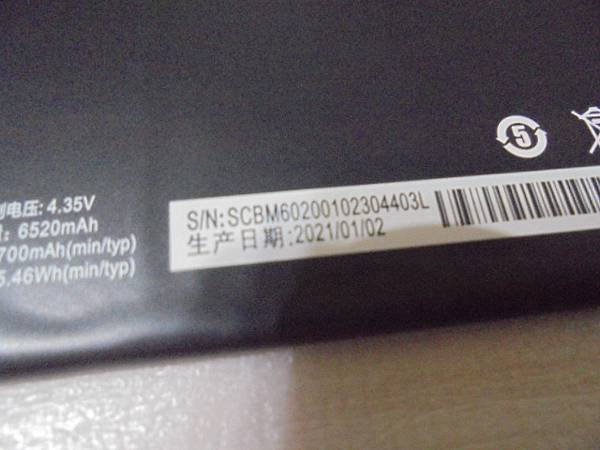 电压: 4.35V
: 6520mAh
700mAh(min/typ)
5.46Wh(min/typ)
S/N:SCBM60200102304403L
生产日期:2021/01/02
5